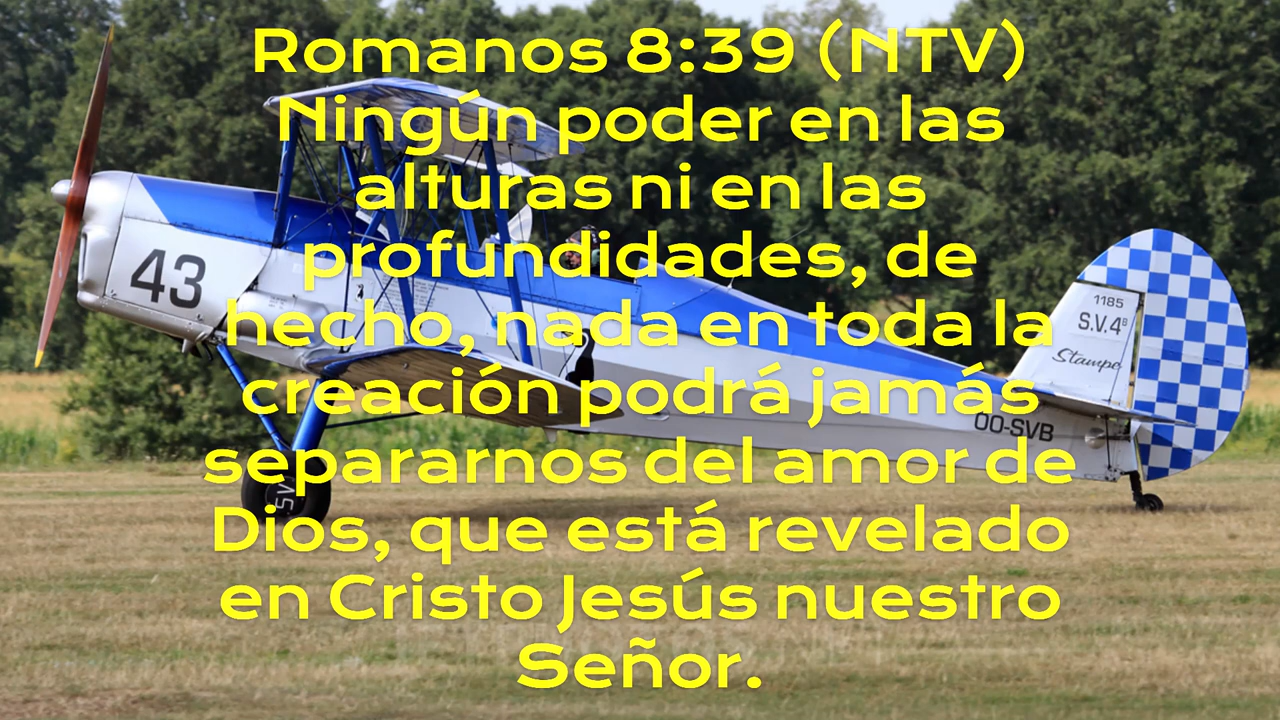 Romanos 8:39 (NTV)
Ningún poder en las
alturas ni en las
profundidades, de
hecho, nada en toda la
creación podrá jamás
separarnos del amor de
Dios, que está revelado
en Cristo Jesús nuestro
Señor.
43
1185
S.V.4B
Stampe
OO-SVB
SV